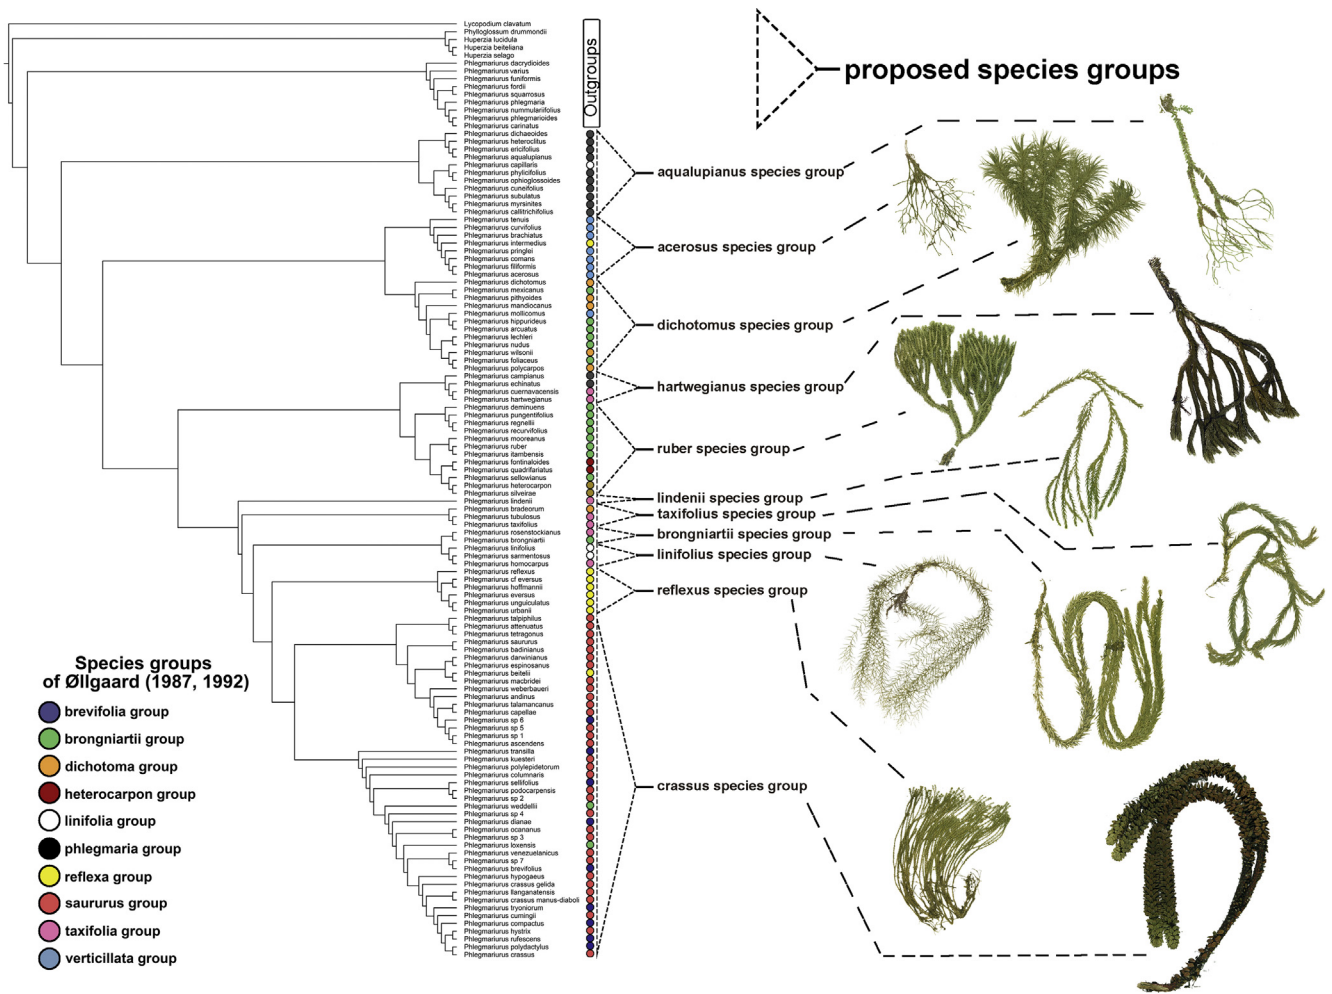 Lycopodium clavatum
Phylloglossum drummondii
Huperzia lucidula
Huperzia beiteliana
Huperzia selago
Phlegmariurus dacrydioides
Phlegmariurus varius
Phlegmariurus funiformis
Phlegmariurus fordii
Phlegmariurus squarrosus
Phlegmariurus phlegmaria
Phlegmariurus nummulariifolius
Phlegmariurus phlegmarioides
Phlegmariurus carinatus
Phlegmariurus dichaeoides
Phlegmariurus heteroclitus
Phlegmariurus ericifolius
Phlegmariurus aqualupianus
Phlegmariurus capillaris
Phlegmariurus phylicifolius
Phlegmariurus ophioglossoides
Phlegmariurus cuneifolius
Phlegmariurus subulatus
Phlegmariurus myrsinites
Phlegmariurus callitrichifolius
Phlegmariurus tenuis
Phlegmariurus curvifolius
Phlegmariurus brachiatus
Phlegmariurus intermedius
Phlegmariurus pringlei
Phlegmariurus comans
Phlegmariurus filiformis
Phlegmariurus acerosus
Phlegmariurus dichotomus
Phlegmariurus mexicanus
Phlegmariurus pithyoides
Phlegmariurus mandiocanus
Phlegmariurus mollicomus
Phlegmariurus hippurideus
Phlegmariurus arcuatus
Phlegmariurus lechleri
Phlegmariurus nudus
Phlegmariurus wilsonii
Phlegmariurus foliaceus
Phlegmariurus polycarpos
Phlegmariurus campianus
Phlegmariurus echinatus
Phlegmariurus cuernavacensis
Phlegmariurus hartwegianus
Phlegmariurus deminuens
Phlegmariurus pungentifolius
Phlegmariurus regnellii
Phlegmariurus recurvifolius
Phlegmariurus mooreanus
Phlegmariurus ruber
Phlegmariurus itambensis
Phlegmariurus fontinaloides
Phlegmariurus quadrifariatus
Phlegmariurus sellowianus
Phlegmariurus heterocarpon
Phlegmariurus silveirae
Phlegmariurus lindenii
Phlegmariurus bradeorum
Phlegmariurus tubulosus
Phlegmariurus taxifolius
Phlegmariurus rosenstockianus
Phlegmariurus brongniartii
Phlegmariurus linifolius
Phlegmariurus sarmentosus
Phlegmariurus homocarpus
Phlegmariurus reflexus
Phlegmariurus cf eversus
Phlegmariurus hoffmannii
Phlegmariurus eversus
Phlegmariurus unguiculatus
Phlegmariurus urbanii
Phlegmariurus talpiphilus
Phlegmariurus attenuatus
Phlegmariurus tetragonus
Phlegmariurus saururus
Phlegmariurus badinianus
Phlegmariurus darwinianus
Phlegmariurus espinosanus
Phlegmariurus beitelii
Phlegmariurus macbridei
Phlegmariurus weberbaueri
Phlegmariurus andinus
Phlegmariurus talamancanus
Phlegmariurus capellae
Phlegmariurus sp 6
Phlegmariurus sp 5
Phlegmariurus sp 1
Phlegmariurus ascendens
Phlegmariurus transilla
Phlegmariurus kuesteri
Phlegmariurus polylepidetorum
Phlegmariurus columnaris
Phlegmariurus sellifolius
Phlegmariurus podocarpensis
Phlegmariurus sp 2
Phlegmariurus weddellii
Phlegmariurus sp 4
Phlegmariurus dianae
Phlegmariurus ocananus
Phlegmariurus sp 3
Phlegmariurus loxensis
Phlegmariurus venezuelanicus
Phlegmariurus sp 7
Phlegmariurus brevifolius
Phlegmariurus hypogaeus
Phlegmariurus crassus gelida
Phlegmariurus llanganatensis
Phlegmariurus crassus manus-diaboli
Phlegmariurus tryoniorum
Phlegmariurus cumingii
Phlegmariurus compactus
Phlegmariurus hystrix
Phlegmariurus rufescens
Phlegmariurus polydactylus
Phlegmariurus crassus
Outgroups
proposed species groups
aqualupianus species group
acerosus species group
dichotomus species group
hartwegianus species group
ruber species group
lindenii species group
taxifolius species group
brongniartii species group
linifolius species group
reflexus species group
crassus species group
Species groups
of Øllgaard (1987, 1992)
brevifolia group
brongniartii group
dichotoma group
heterocarpon group
linifolia group
phlegmaria group
reflexa group
saururus group
taxifolia group
verticillata group